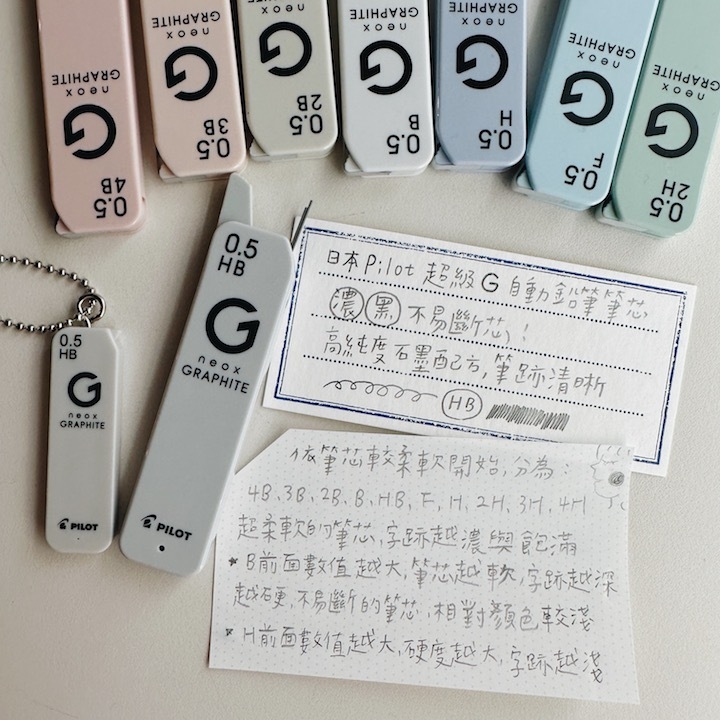 neox
GRAPHITE
G
0.5
4B
neox
GRAPHITE
G
0.5
3B
neox
GRAPHITE
G
0.5
2B
neox
GRAPHITE
G
0.5
B
neox
GRAPHITE
G
0.5
H
neox
GRAPHITE
G
0.5
F
neox
GRAPHITE
G
0.5
2H
0.5
HB
G
neox
GRAPHITE
PILOT
0.5
HB
G
neox
GRAPHITE
PILOT
日本Pilot 超級G 自動鉛筆筆芯
濃黑不易斷芯!
高純度石墨配方,筆跡清晰
HB
依筆芯較柔軟開始,分為:
4B、3B、2B、B、HB、F、H、2H、3H、4H
超柔軟的筆芯,字跡越濃與飽滿
* B前面數值越大,筆芯越軟,字跡越深
越硬,不易斷的筆芯,相對顏色較淺
* H前面數值越大,硬度越大,字跡越淺